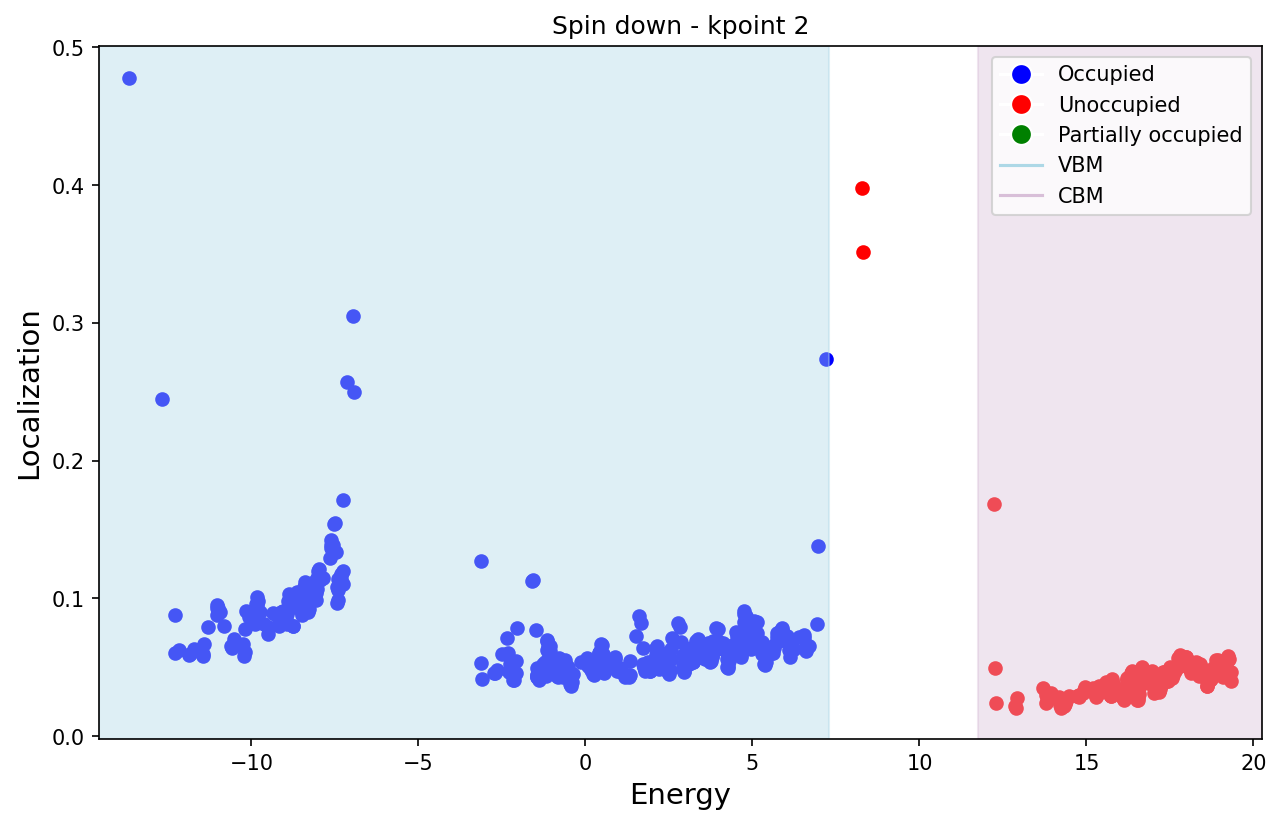 Spin down - kpoint 2
0.5
0.4
0.3
0.2
0.1
0.0
Localization
−10
−5
0
5
10
15
20
Energy
Occupied
Unoccupied
Partially occupied
VBM
CBM